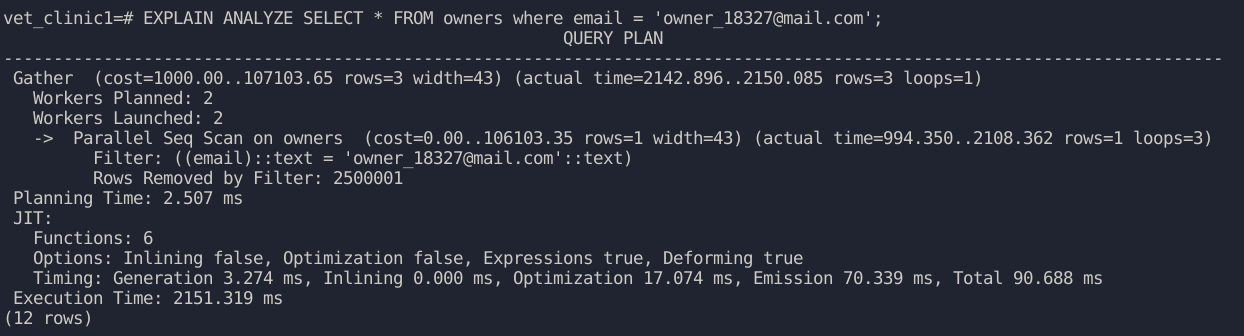 vet_clinic1=# EXPLAIN ANALYZE SELECT * FROM owners where email = 'owner_18327@mail.com';
QUERY PLAN
--------------------------------------------------------------------------------------------------------------------------
Gather  (cost=1000.00..107103.65 rows=3 width=43) (actual time=2142.896..2150.085 rows=3 loops=1)
  Workers Planned: 2
  Workers Launched: 2
  ->  Parallel Seq Scan on owners  (cost=0.00..106103.35 rows=1 width=43) (actual time=994.350..2108.362 rows=1 loops=3)
        Filter: ((email)::text = 'owner_18327@mail.com'::text)
        Rows Removed by Filter: 2500001
Planning Time: 2.507 ms
JIT:
  Functions: 6
  Options: Inlining false, Optimization false, Expressions true, Deforming true
  Timing: Generation 3.274 ms, Inlining 0.000 ms, Optimization 17.074 ms, Emission 70.339 ms, Total 90.688 ms
Execution Time: 2151.319 ms
(12 rows)